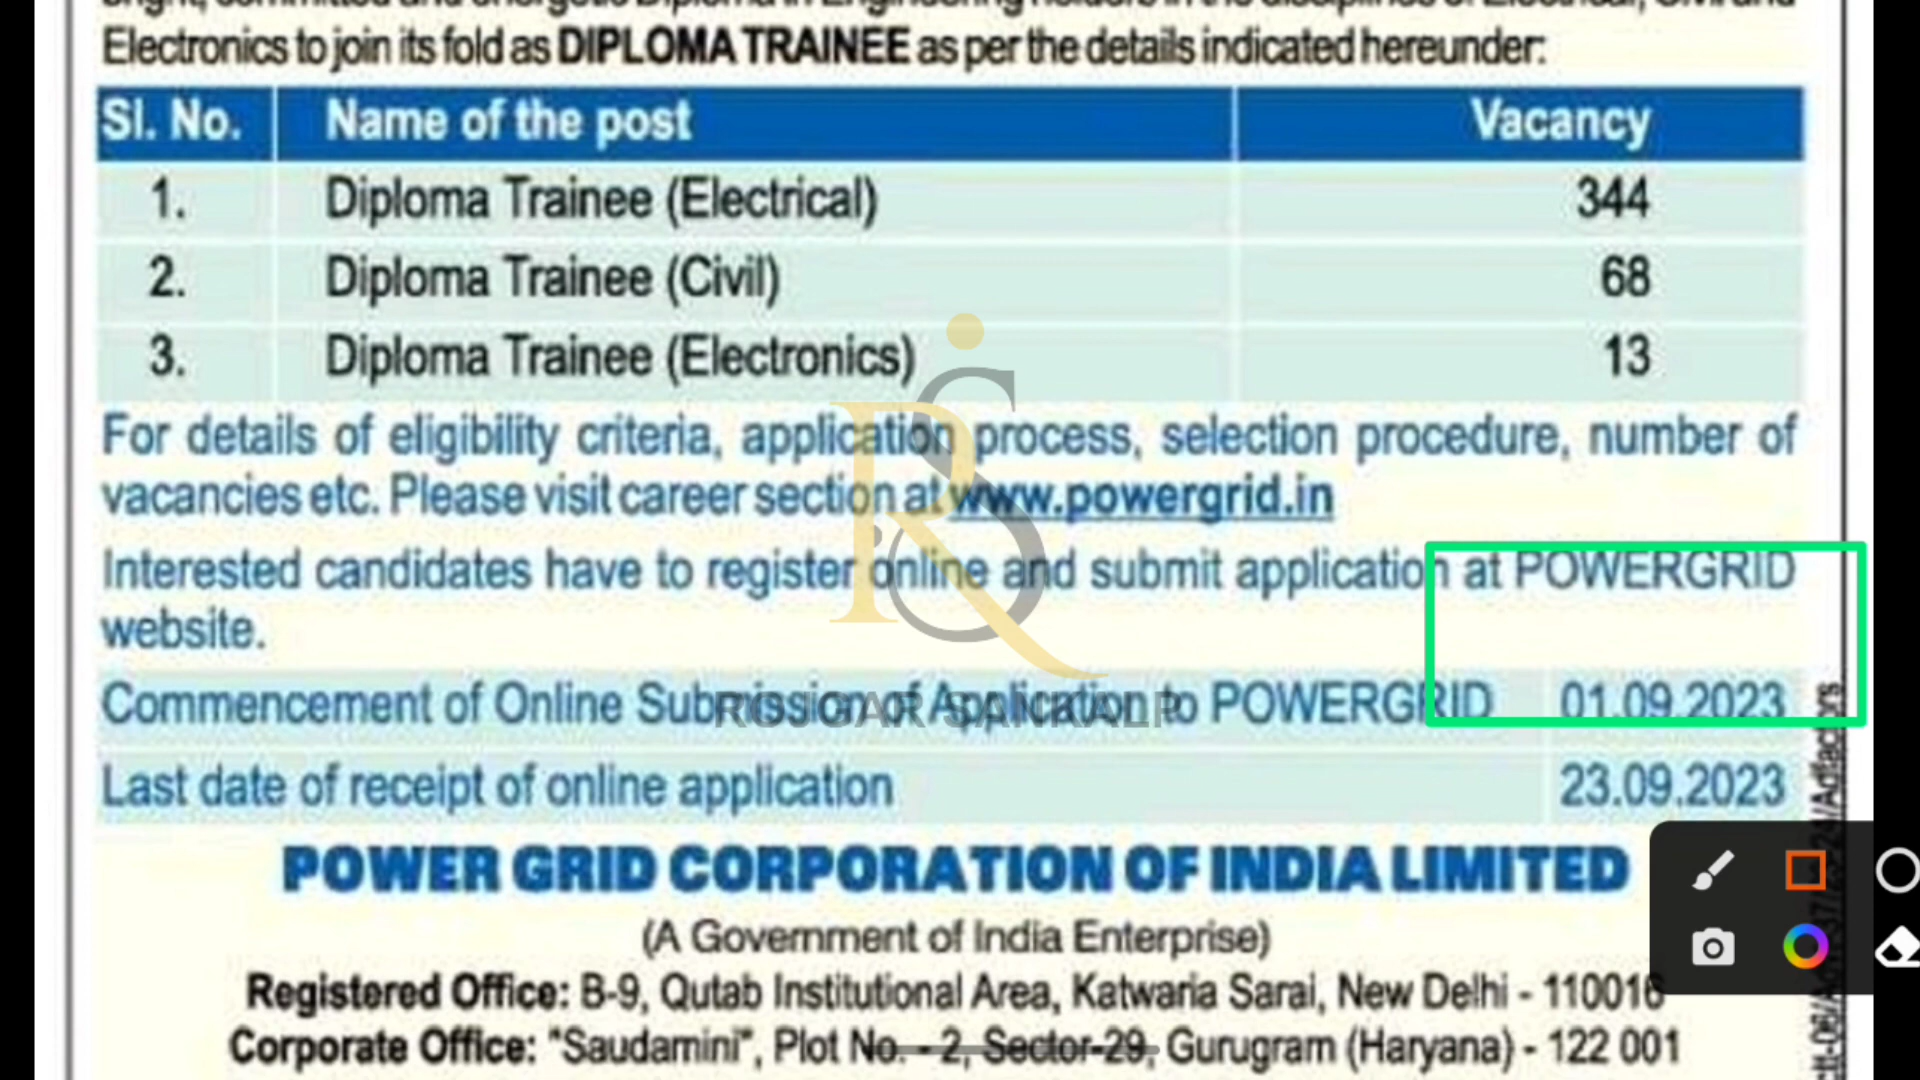 Electronics to join its fold as DIPLOMA TRAINEE as per the details indicated hereunder:
Sl. No. Name of the post Vacancy
1. Diploma Trainee (Electrical) 344
2. Diploma Trainee (Civil) 68
3. Diploma Trainee (Electronics) 13
For details of eligibility criteria, application process, selection procedure, number of
vacancies etc. Please visit career section at www.powergrid.in
Interested candidates have to register online and submit application at POWERGRID
website.
Commencement of Online Submission of Application to POWERGRID 01.09.2023
ROJGAR SANKALP
Last date of receipt of online application 23.09.2023
POWER GRID CORPORATION OF INDIA LIMITED
(A Government of India Enterprise)
Registered Office: B-9, Qutab Institutional Area, Katwaria Sarai, New Delhi - 110016
Corporate Office: "Saudamini", Plot No. - 2, Sector-29, Gurugram (Haryana) - 122 001